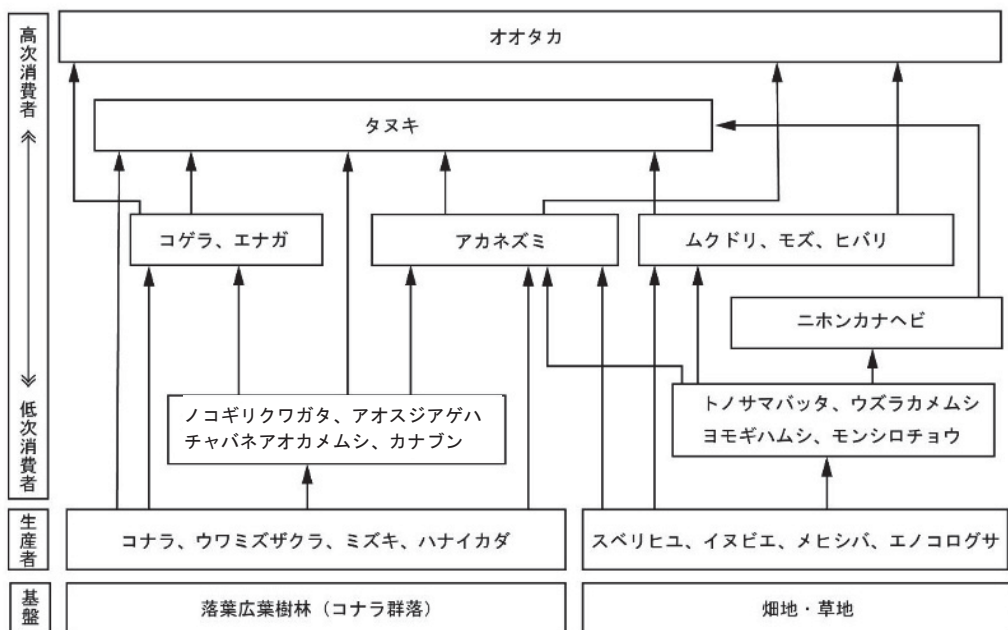 高次消費者
低次消費者
生産者
基盤
オオタカ
タヌキ
コゲラ、エナガ
アカネズミ
ムクドリ、モズ、ヒバリ
ニホンカナヘビ
ノコギリクワガタ、アオスジアゲハ
チャバネアオカメムシ、カナブン
トノサマバッタ、ウズラカメムシ
ヨモギハムシ、モンシロチョウ
コナラ、ウワミズザクラ、ミズキ、ハナイカダ
スベリヒユ、イヌビエ、メヒシバ、エノコログサ
落葉広葉樹林（コナラ群落）
畑地・草地